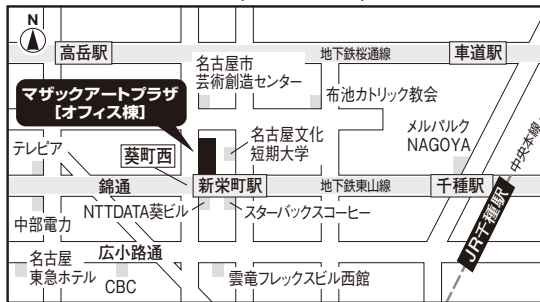 N
高岳駅
地下鉄桜通線
車道駅
名古屋市
芸術創造センター
マザックアートプラザ
[オフィス棟]
布池カトリック教会
テレピア
葵町西
名古屋文化
短期大学
メルパルク
NAGOYA
中央本線
錦通
新栄町駅
地下鉄東山線
千種駅
NTTDATA葵ビル
スターバックスコーヒー
JR千種駅
中部電力
広小路通
名古屋
東急ホテル
CBC
雲竜フレックスビル西館